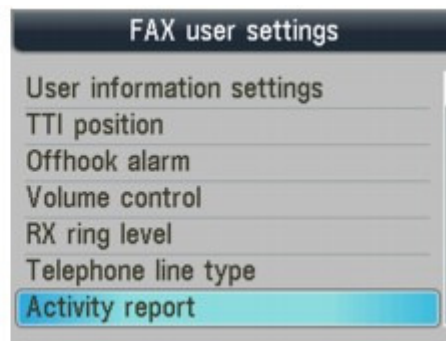 FAX user settings
User information settings
TTI position
Offhook alarm
Volume control
RX ring level
Telephone line type
Activity report